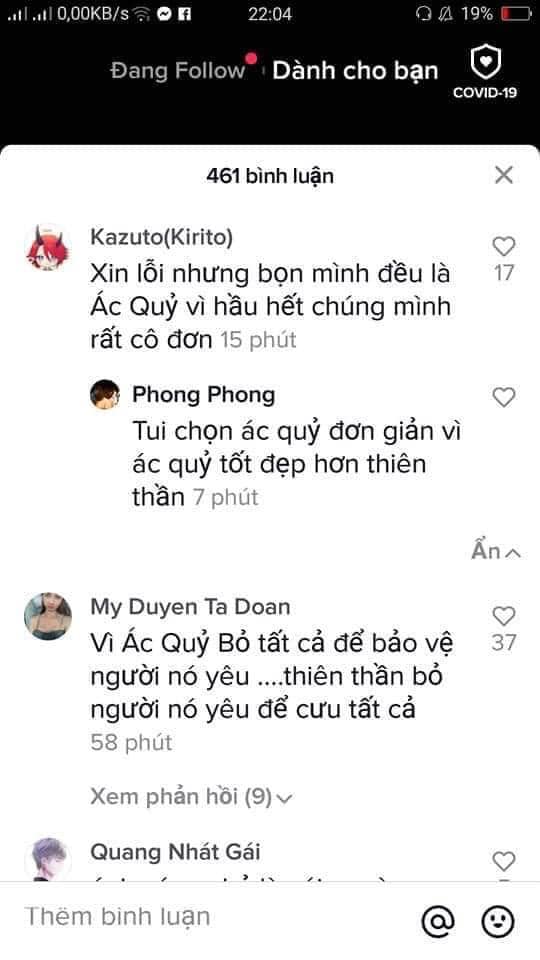 0,00KB/s 22:04 19%
Đang Follow Dành cho bạn
COVID-19
461 bình luận
Kazuto(Kirito)
Xin lỗi nhưng bọn mình đều là
Ác Quỷ vì hầu hết chúng mình
rất cô đơn 15 phút
17
Phong Phong
Tui chọn ác quỷ đơn giản vì
ác quỷ tốt đẹp hơn thiên
thần 7 phút
Ẩn
My Duyen Ta Doan
Vì Ác Quỷ Bỏ tất cả để bảo vệ
người nó yêu ....thiên thần bỏ
người nó yêu để cưu tất cả
58 phút
37
Xem phản hồi (9)
Quang Nhát Gái
Thêm bình luận